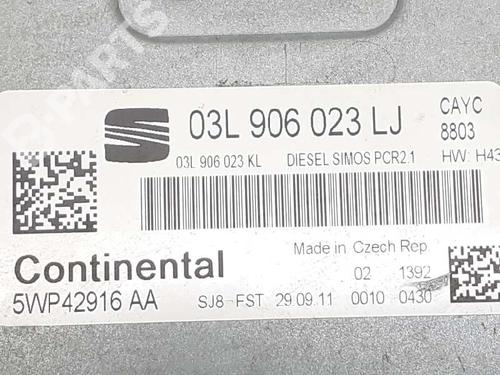 B-PARTS
03L 906 023 LJ
CAYC
8803
03L 906 023 KL DIESEL SIMOS PCR2.1 HW: H43
Continental
Made in Czech Rep.
02 1392
5WP42916 AA SJ8-FST 29.09.11 0010 0430